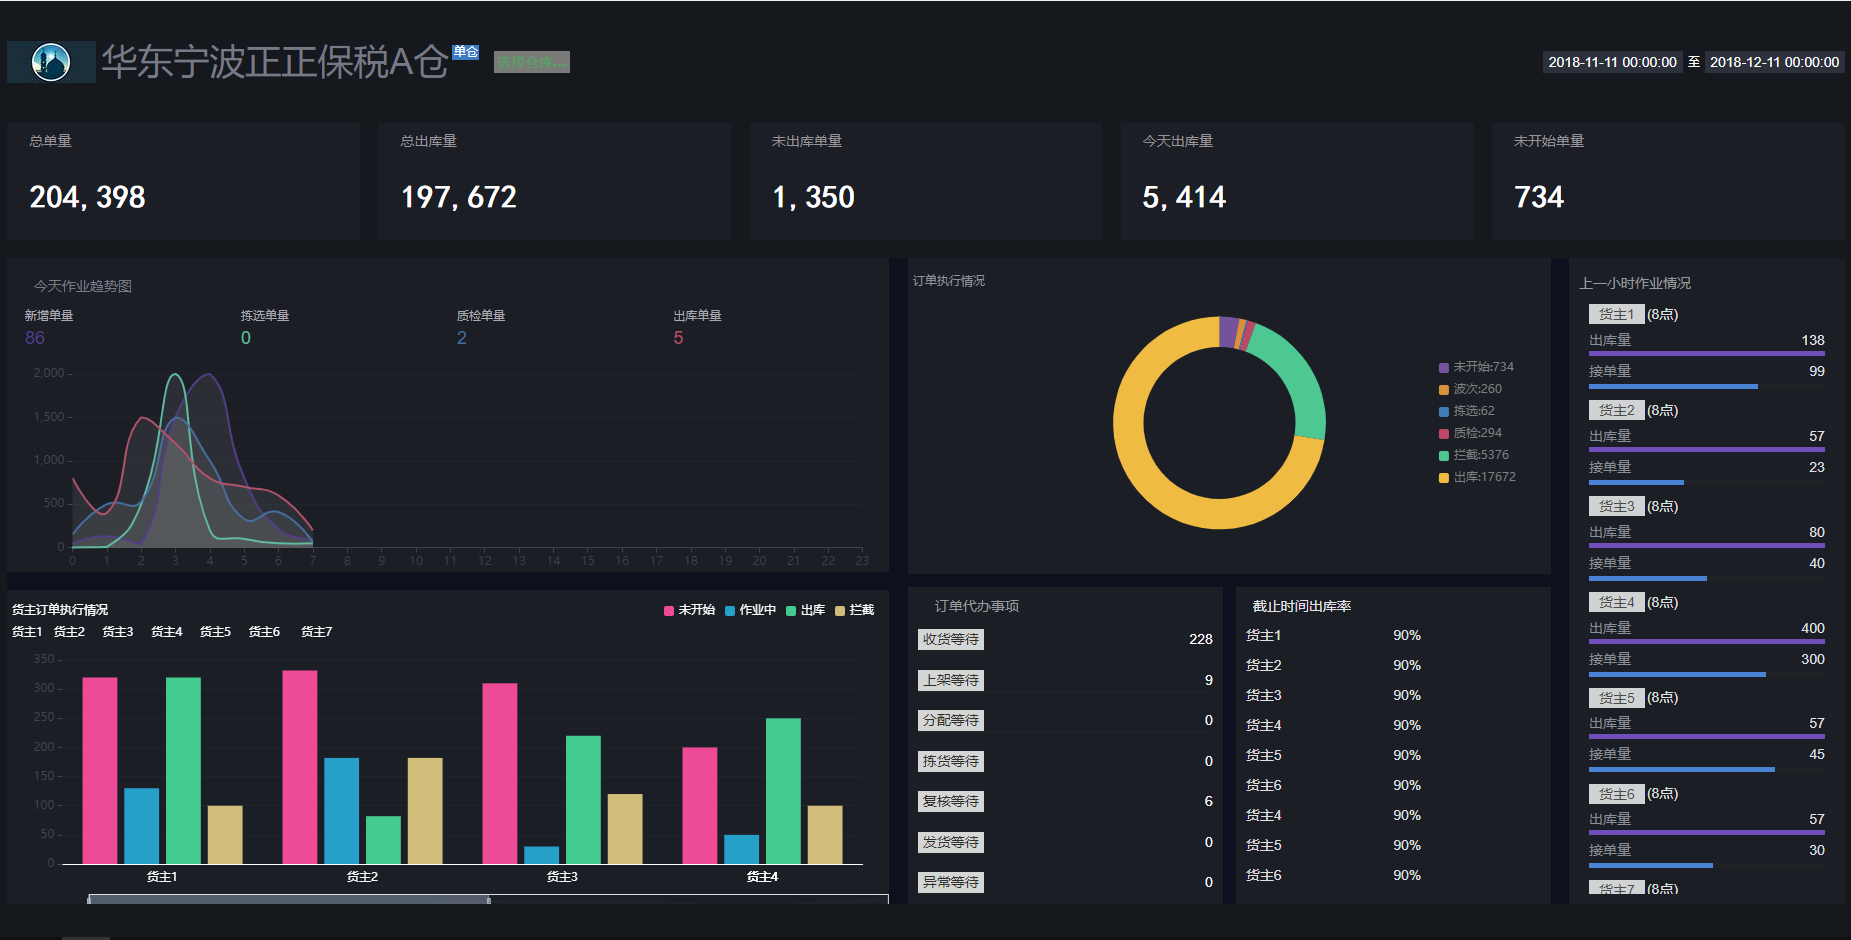 华东宁波正正保税A仓 单仓 选择仓库...
2018-11-11 00:00:00 至 2018-12-11 00:00:00
总单量
204, 398
总出库量
197, 672
未出库单量
1, 350
今天出库量
5, 414
未开始单量
734
今天作业趋势图
新增单量 拣选单量 质检单量 出库单量
86 0 2 5
2,000
1,500
1,000
500
0
0 1 2 3 4 5 6 7 8 9 10 11 12 13 14 15 16 17 18 19 20 21 22 23
货主订单执行情况
未开始 作业中 出库 拦截
货主1 货主2 货主3 货主4 货主5 货主6 货主7
350
300
250
200
150
100
50
0
货主1 货主2 货主3 货主4
订单执行情况
未开始:734
波次:260
拣选:62
质检:294
拦截:5376
出库:17672
订单代办事项
收货等待 228
上架等待 9
分配等待 0
拣货等待 0
复核等待 6
发货等待 0
异常等待 0
截止时间出库率
货主1 90%
货主2 90%
货主3 90%
货主4 90%
货主5 90%
货主6 90%
货主4 90%
货主5 90%
货主6 90%
上一小时作业情况
货主1 (8点)
出库量 138
接单量 99
货主2 (8点)
出库量 57
接单量 23
货主3 (8点)
出库量 80
接单量 40
货主4 (8点)
出库量 400
接单量 300
货主5 (8点)
出库量 57
接单量 45
货主6 (8点)
出库量 57
接单量 30
货主7 (8点)